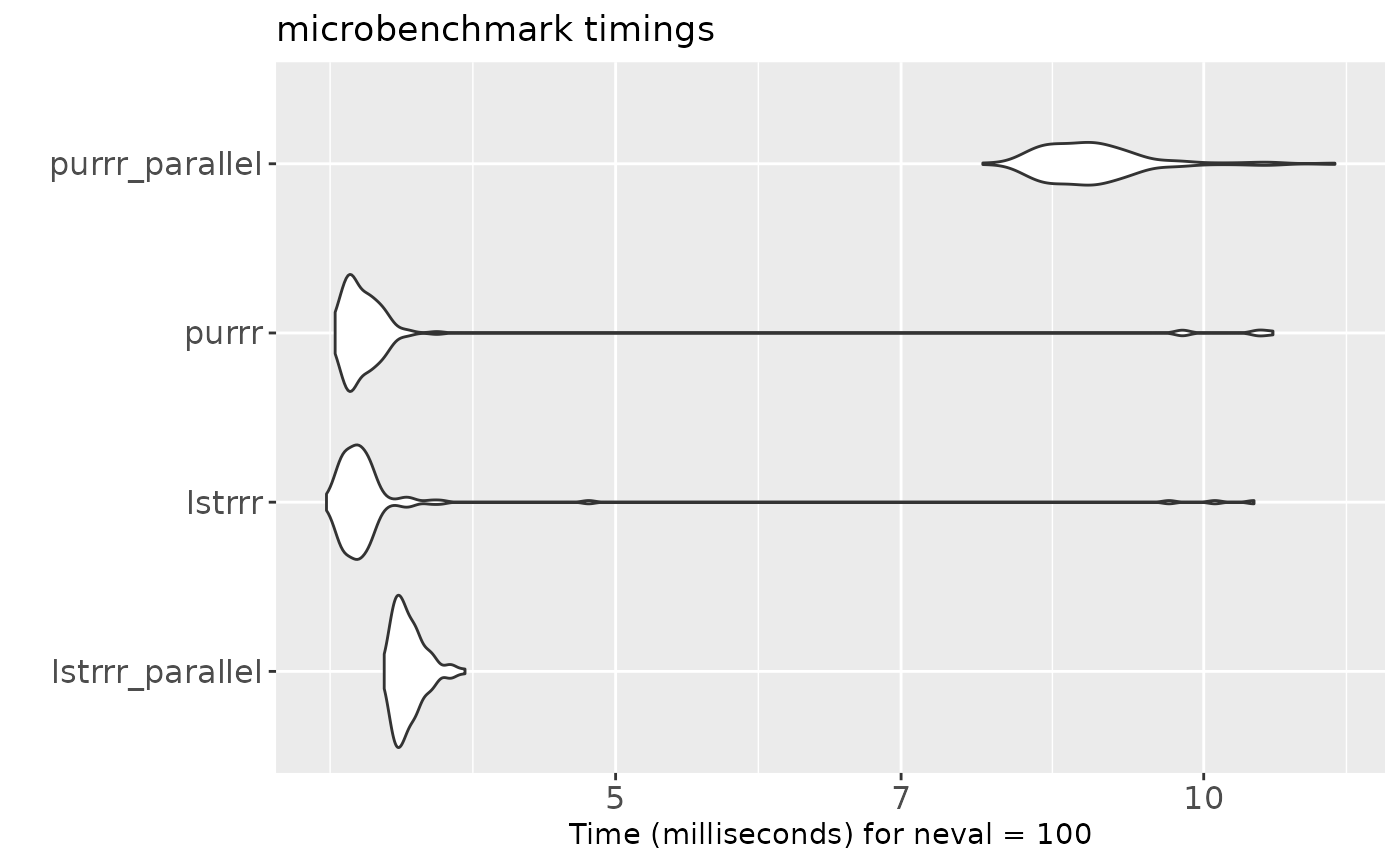 microbenchmark timings
purrr_parallel
purrr
lstrrr
lstrrr_parallel
5 7 10
Time (milliseconds) for neval = 100